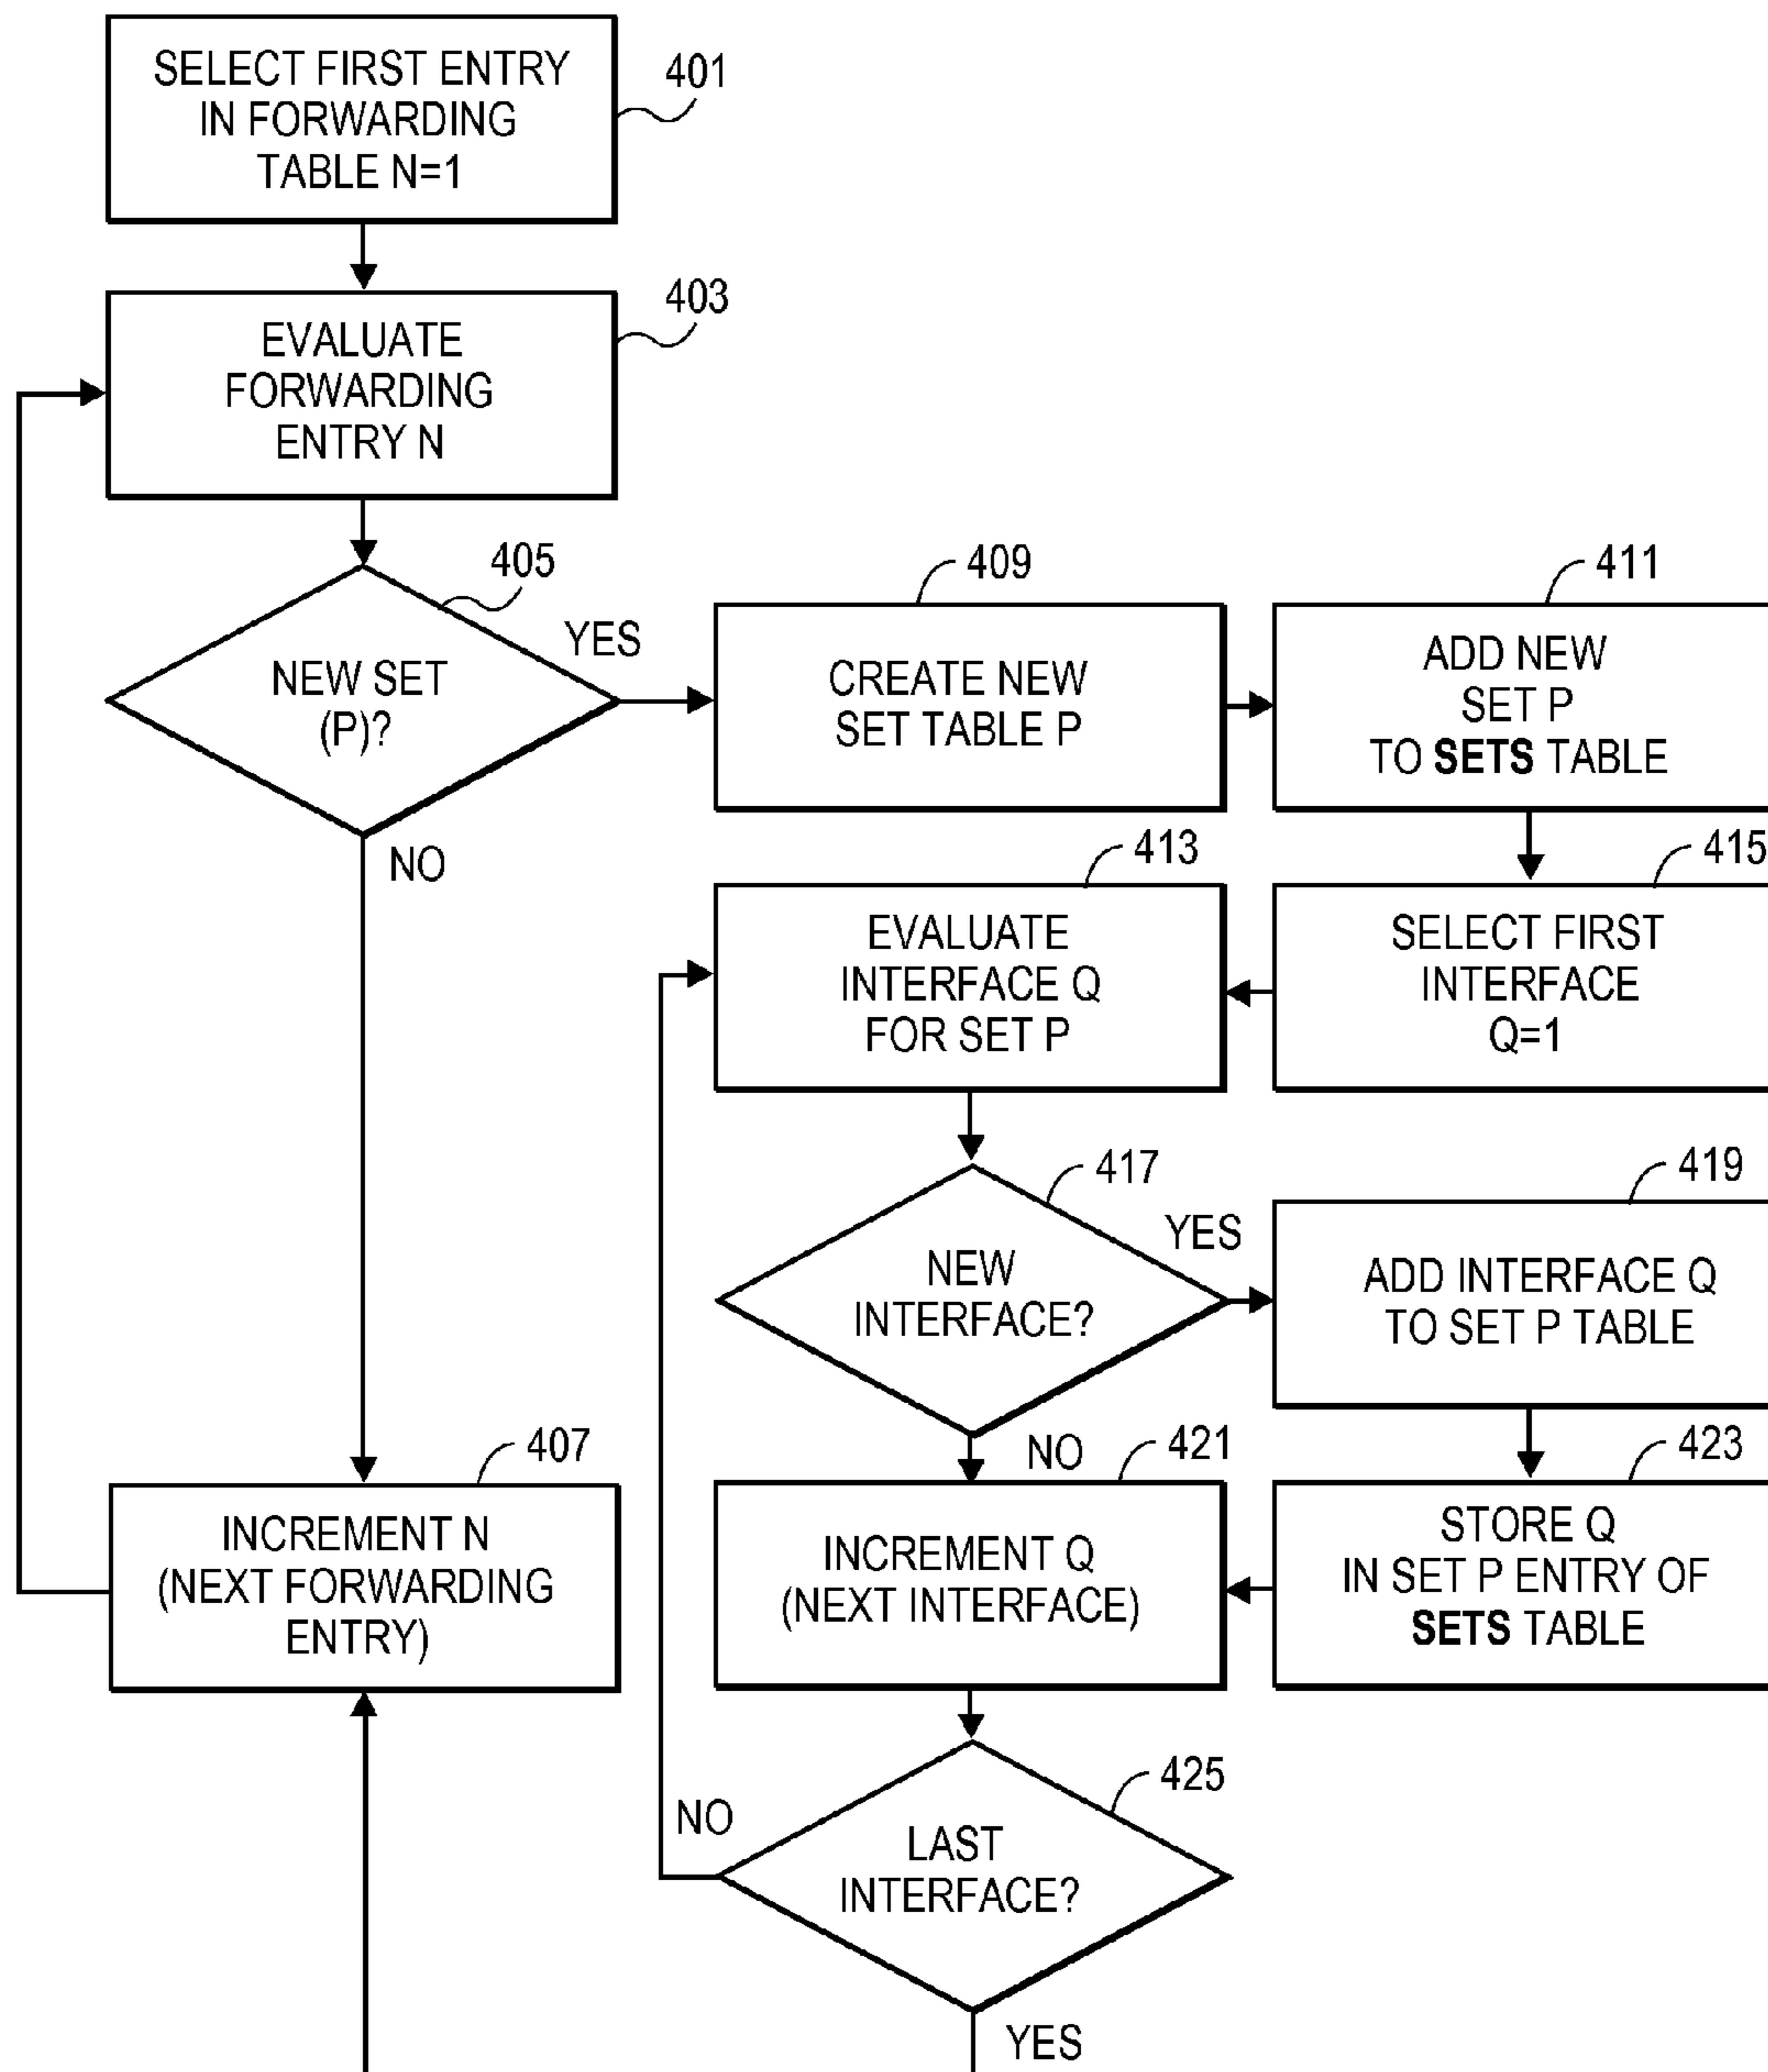 SELECT FIRST ENTRY
IN FORWARDING
TABLE N=1
401
EVALUATE
FORWARDING
ENTRY N
403
405
NEW SET
(P)?
YES
NO
409
CREATE NEW
SET TABLE P
411
ADD NEW
SET P
TO SETS TABLE
413
EVALUATE
INTERFACE Q
FOR SET P
415
SELECT FIRST
INTERFACE
Q=1
417
NEW
INTERFACE?
YES
NO
419
ADD INTERFACE Q
TO SET P TABLE
407
INCREMENT N
(NEXT FORWARDING
ENTRY)
421
INCREMENT Q
(NEXT INTERFACE)
423
STORE Q
IN SET P ENTRY OF
SETS TABLE
425
LAST
INTERFACE?
NO
YES